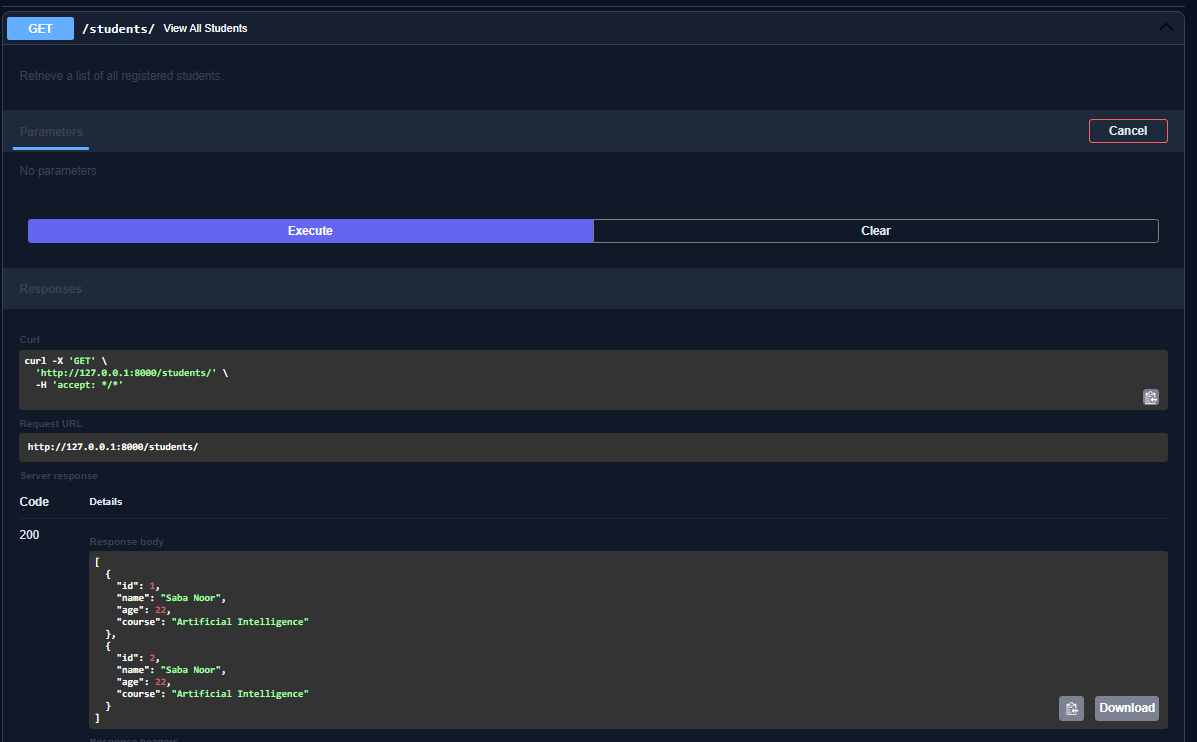 GET /students/ View All Students
Retrieve a list of all registered students.
Parameters
Cancel
No parameters
Execute
Clear
Responses
Curl
curl -X 'GET' \
'http://127.0.0.1:8000/students/' \
-H 'accept: */*'
Request URL
http://127.0.0.1:8000/students/
Server response
Code Details
200
Response body
[
{
"id": 1,
"name": "Saba Noor",
"age": 22,
"course": "Artificial Intelligence"
},
{
"id": 2,
"name": "Saba Noor",
"age": 22,
"course": "Artificial Intelligence"
}
]
Download
Response headers